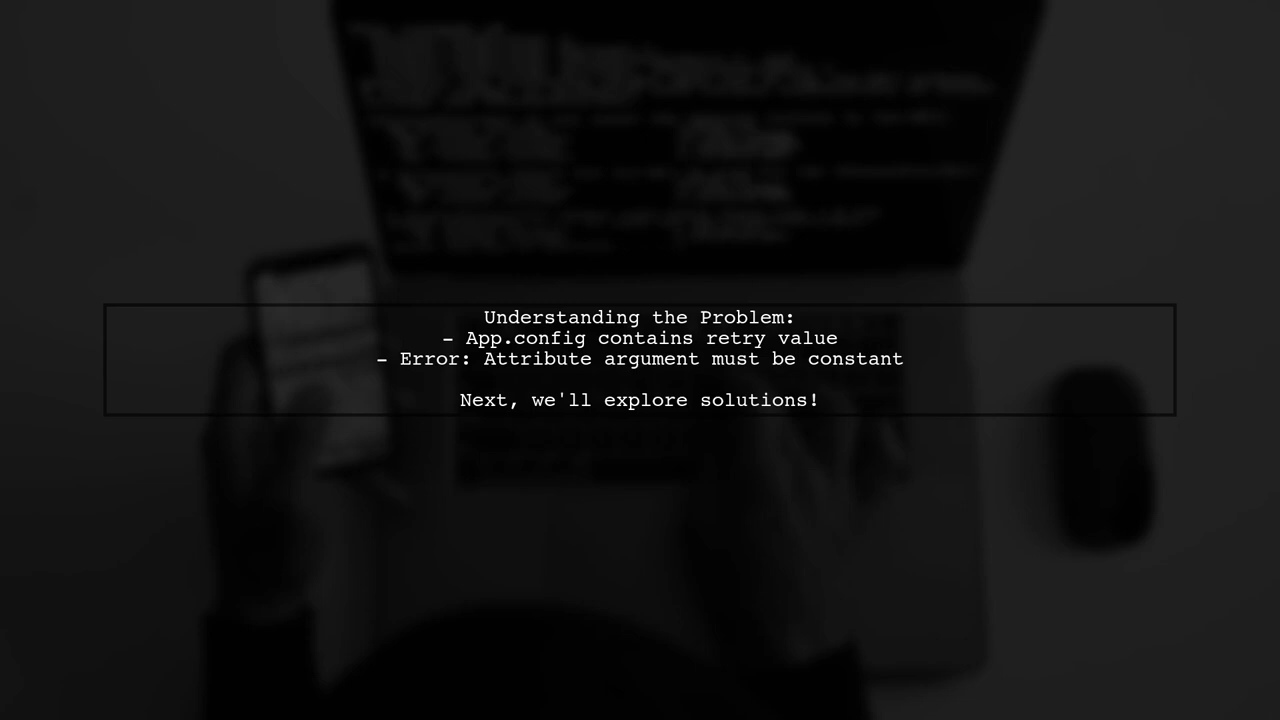 Understanding the Problem:
- App.config contains retry value
- Error: Attribute argument must be constant
Next, we'll explore solutions!